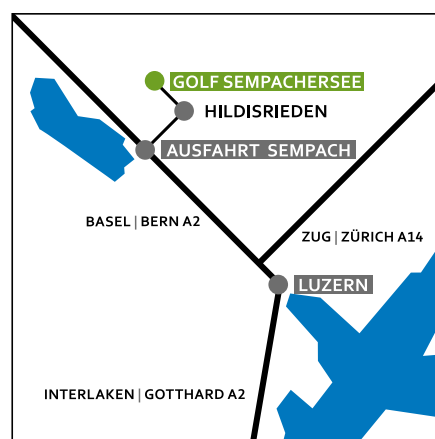 GOLF SEMPACHERSEE
HILDISRIEDEN
AUSFAHRT SEMPACH
BASEL | BERN A2
ZUG | ZÜRICH A14
LUZERN
INTERLAKEN | GOTTHARD A2